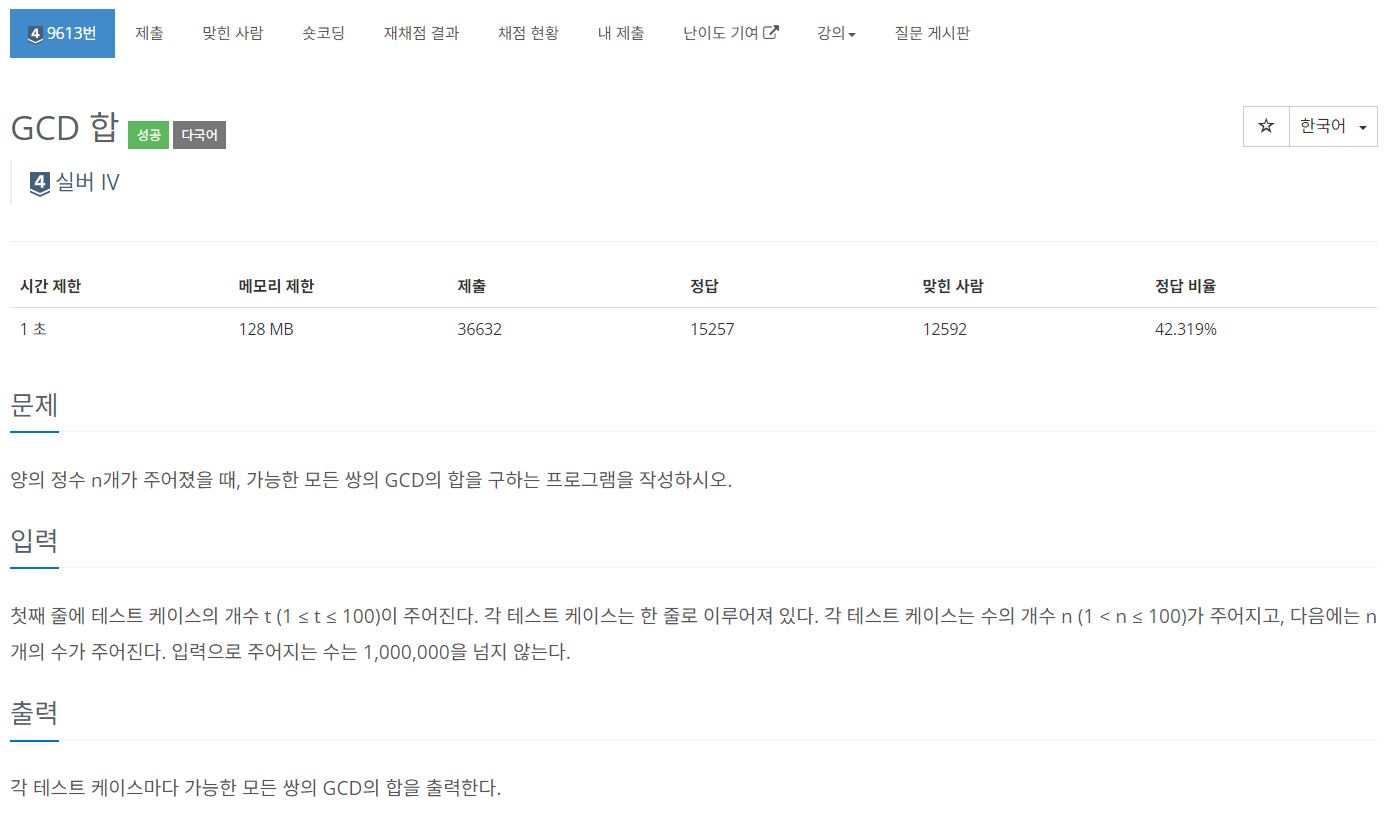 4 9613번 제출 맞힌 사람 숏코딩 재채점 결과 채점 현황 내 제출 난이도 기여 강의 질문 게시판
GCD 합 성공 다국어 한국어
4 실버 IV
시간 제한 메모리 제한 제출 정답 맞힌 사람 정답 비율
1 초 128 MB 36632 15257 12592 42.319%
문제
양의 정수 n개가 주어졌을 때, 가능한 모든 쌍의 GCD의 합을 구하는 프로그램을 작성하시오.
입력
첫째 줄에 테스트 케이스의 개수 t (1 ≤ t ≤ 100)이 주어진다. 각 테스트 케이스는 한 줄로 이루어져 있다. 각 테스트 케이스는 수의 개수 n (1 < n ≤ 100)가 주어지고, 다음에는 n
개의 수가 주어진다. 입력으로 주어지는 수는 1,000,000을 넘지 않는다.
출력
각 테스트 케이스마다 가능한 모든 쌍의 GCD의 합을 출력한다.